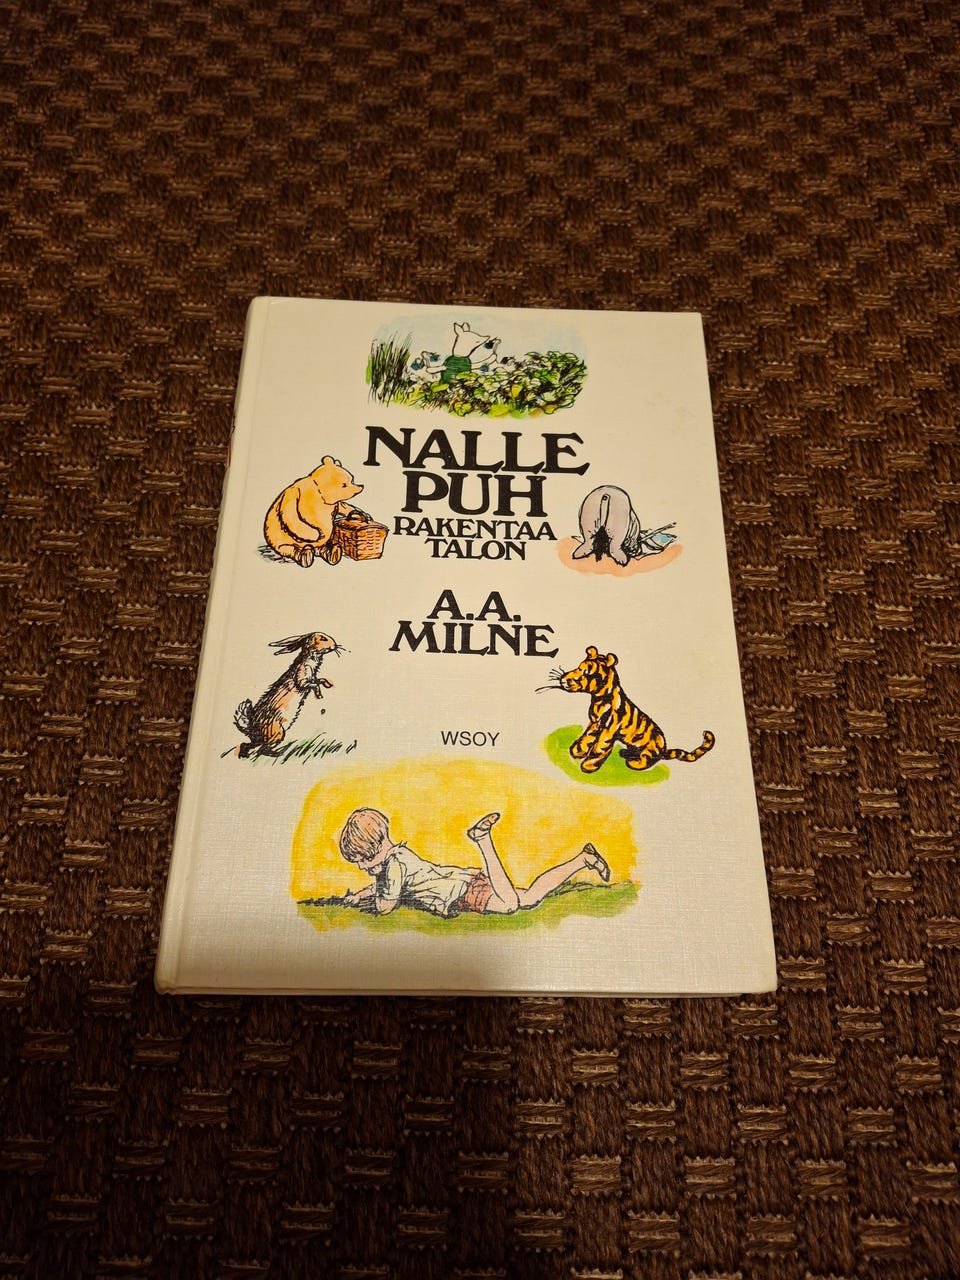 NALLE
PUH
RAKENTAA
TALON
A.A.
MILNE
WSOY